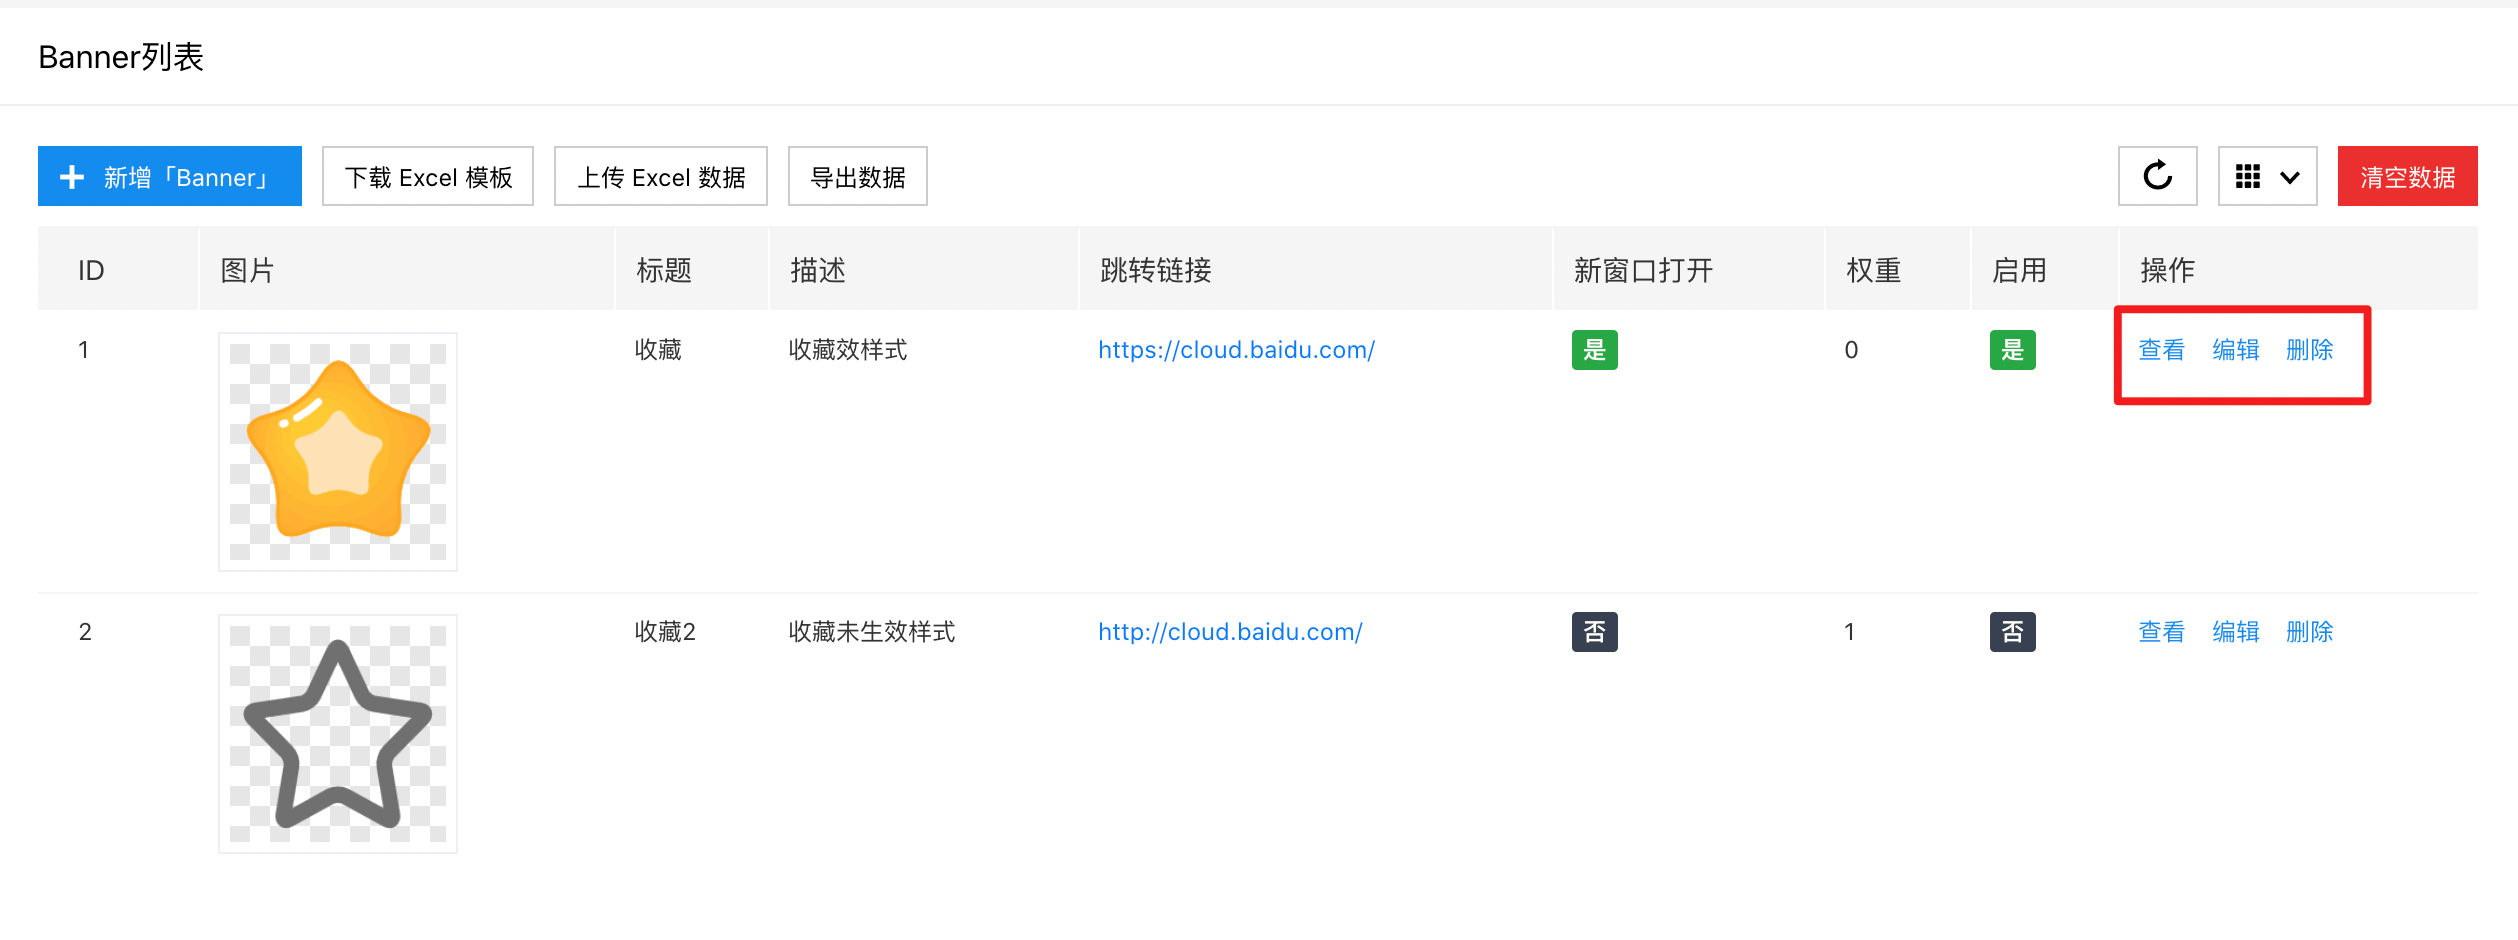 Banner列表
新增「Banner」 下载 Excel 模板 上传 Excel 数据 导出数据 清空数据
ID 图片 标题 描述 跳转链接 新窗口打开 权重 启用 操作
1 收藏 收藏效样式 https://cloud.baidu.com/ 是 0 是 查看 编辑 删除
2 收藏2 收藏未生效样式 http://cloud.baidu.com/ 否 1 否 查看 编辑 删除